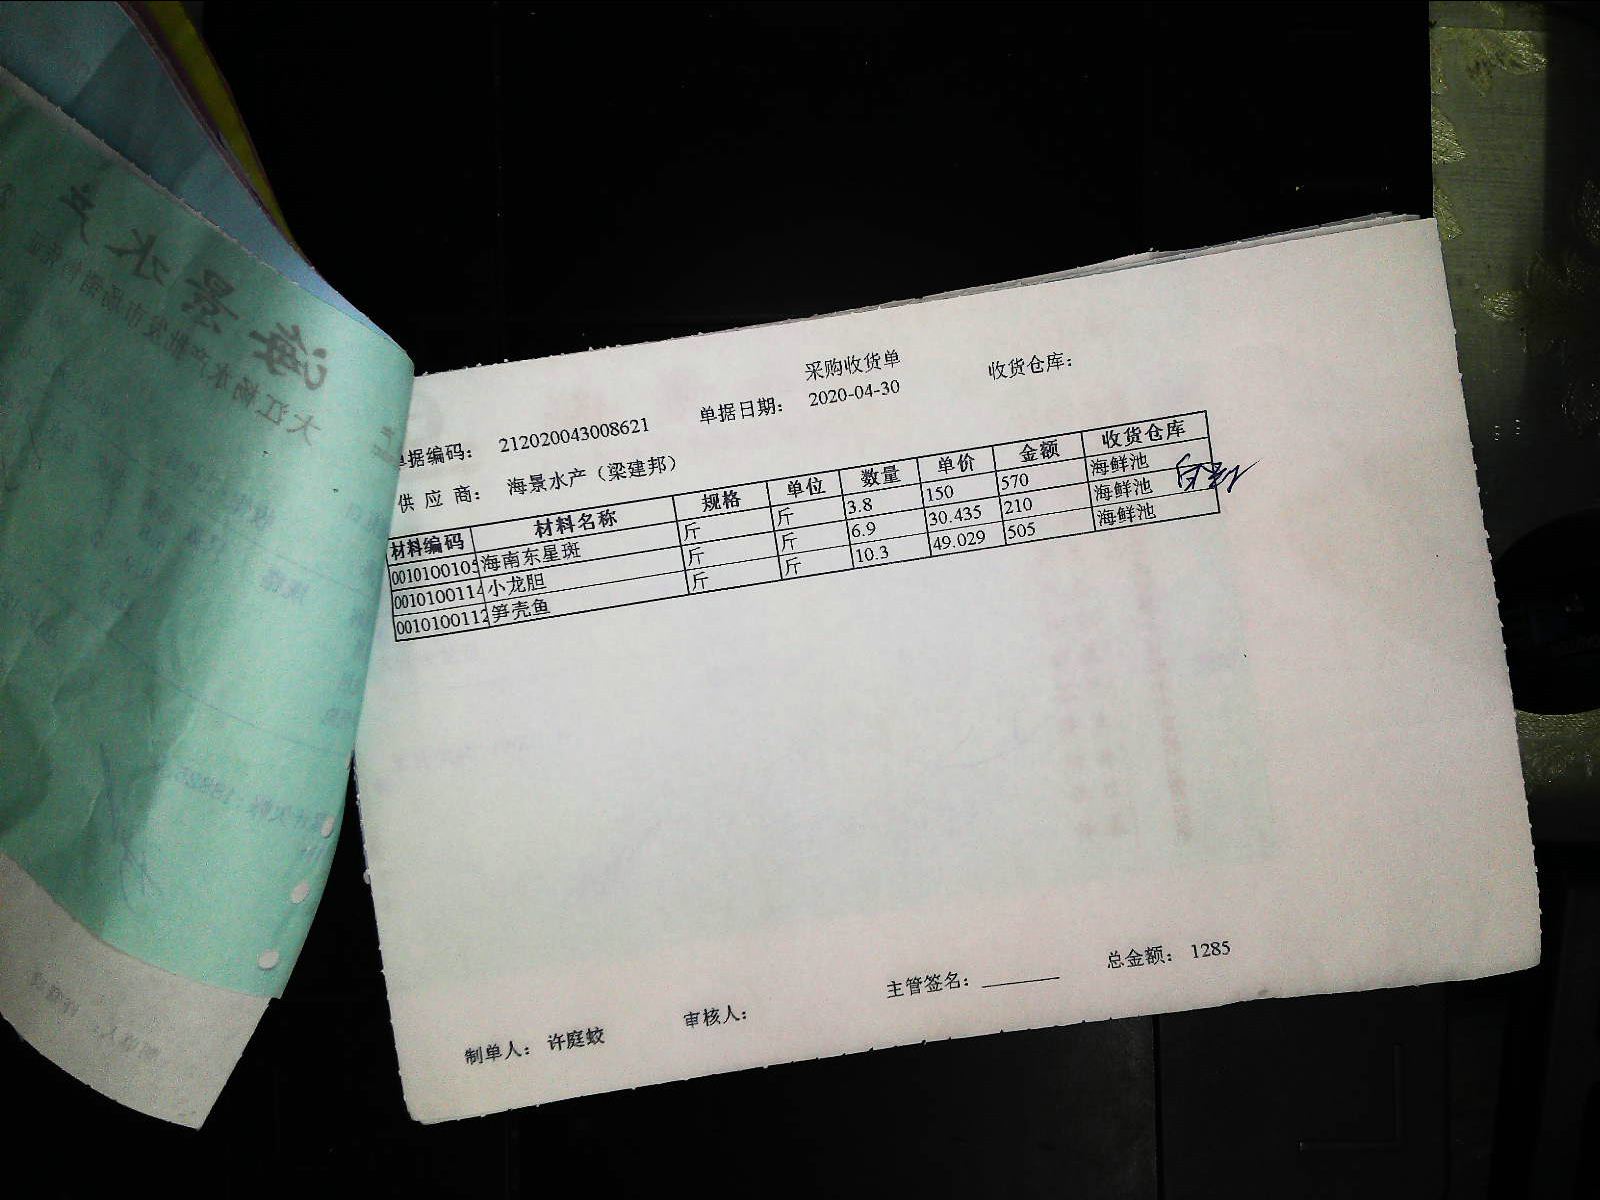 采购收货单
单据编码： 212020043008621 单据日期： 2020-04-30 收货仓库：
供 应 商： 海景水产（梁建邦）
材料编码 材料名称 规格 单位 数量 单价 金额 收货仓库
0010100105 海南东星斑 斤 斤 3.8 150 570 海鲜池
0010100114 小龙胆 斤 斤 6.9 30.435 210 海鲜池
0010100112 笋壳鱼 斤 斤 10.3 49.029 505 海鲜池
制单人： 许庭蛟 审核人： 主管签名： 总金额： 1285
海景水产